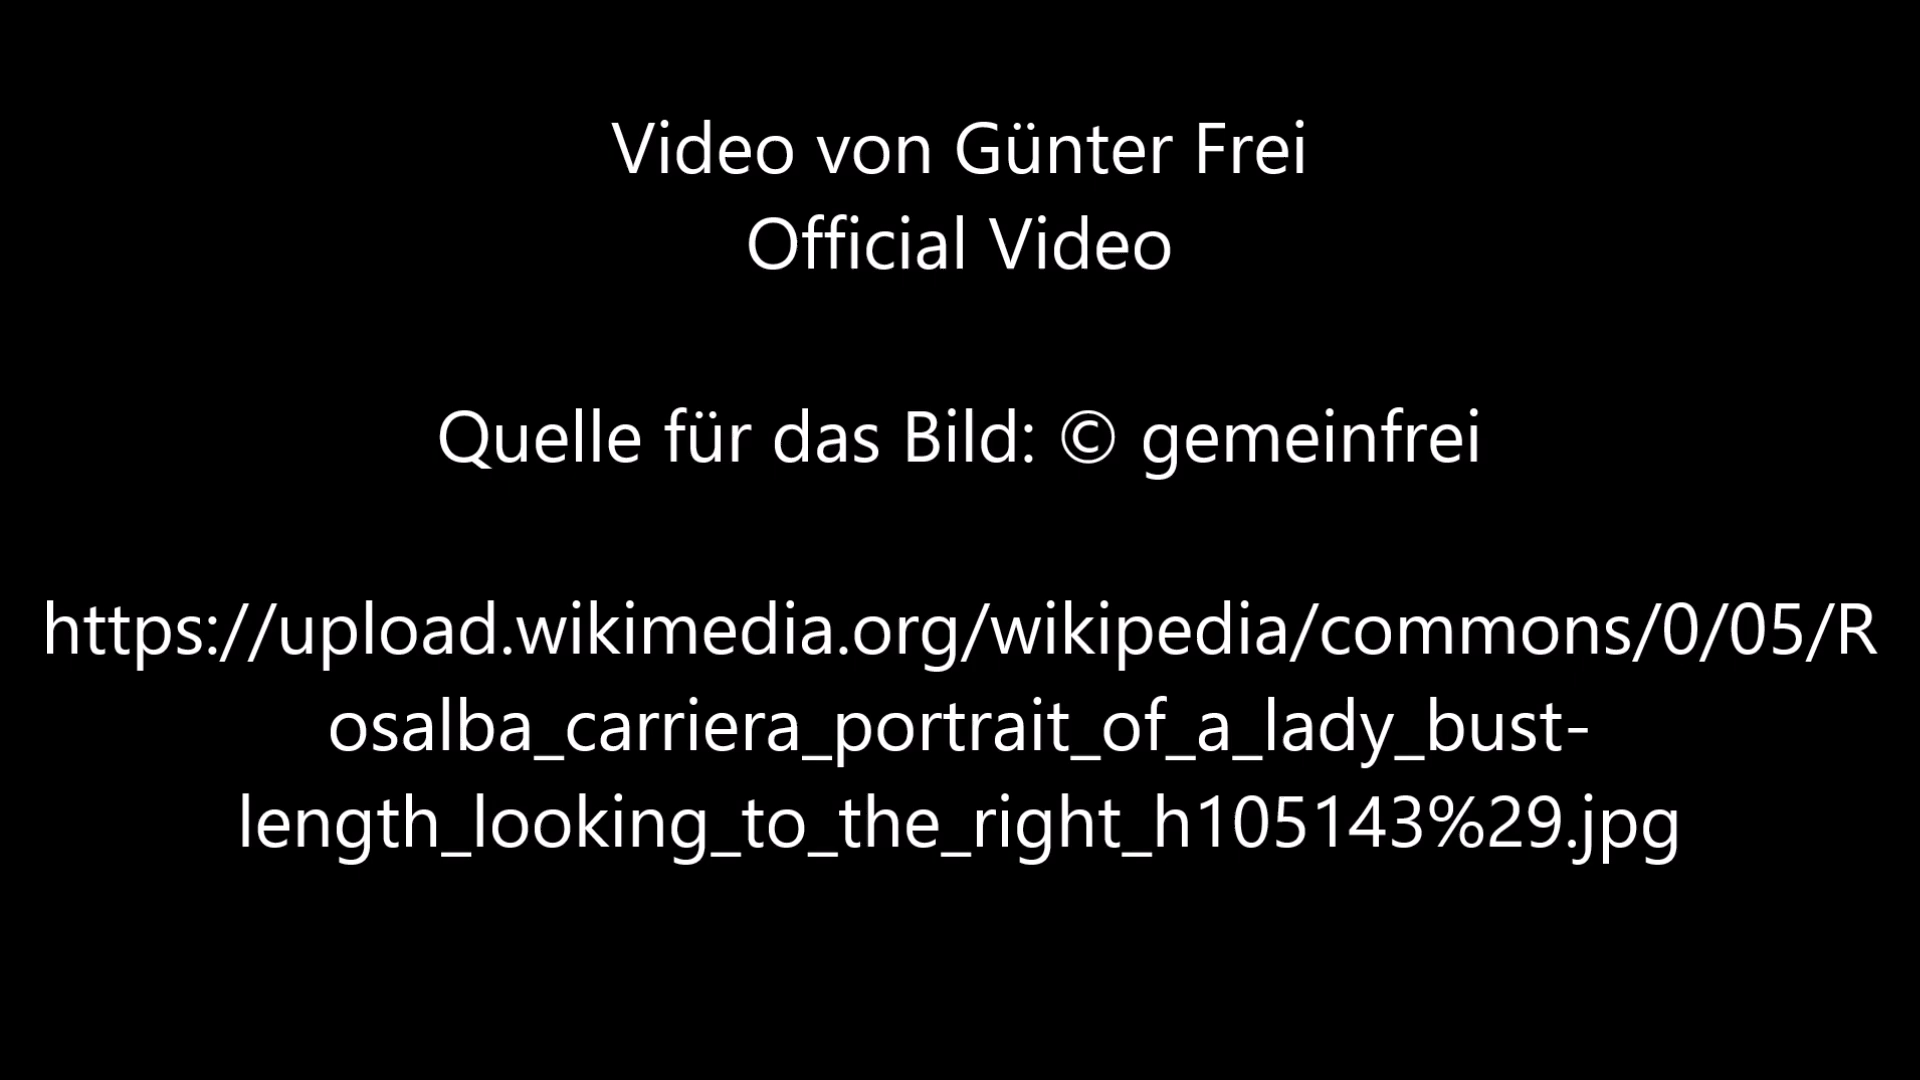 Video von Günter Frei
Official Video
Quelle für das Bild: © gemeinfrei
https://upload.wikimedia.org/wikipedia/commons/0/05/R
osalba_carriera_portrait_of_a_lady_bust-
length_looking_to_the_right_h105143%29.jpg